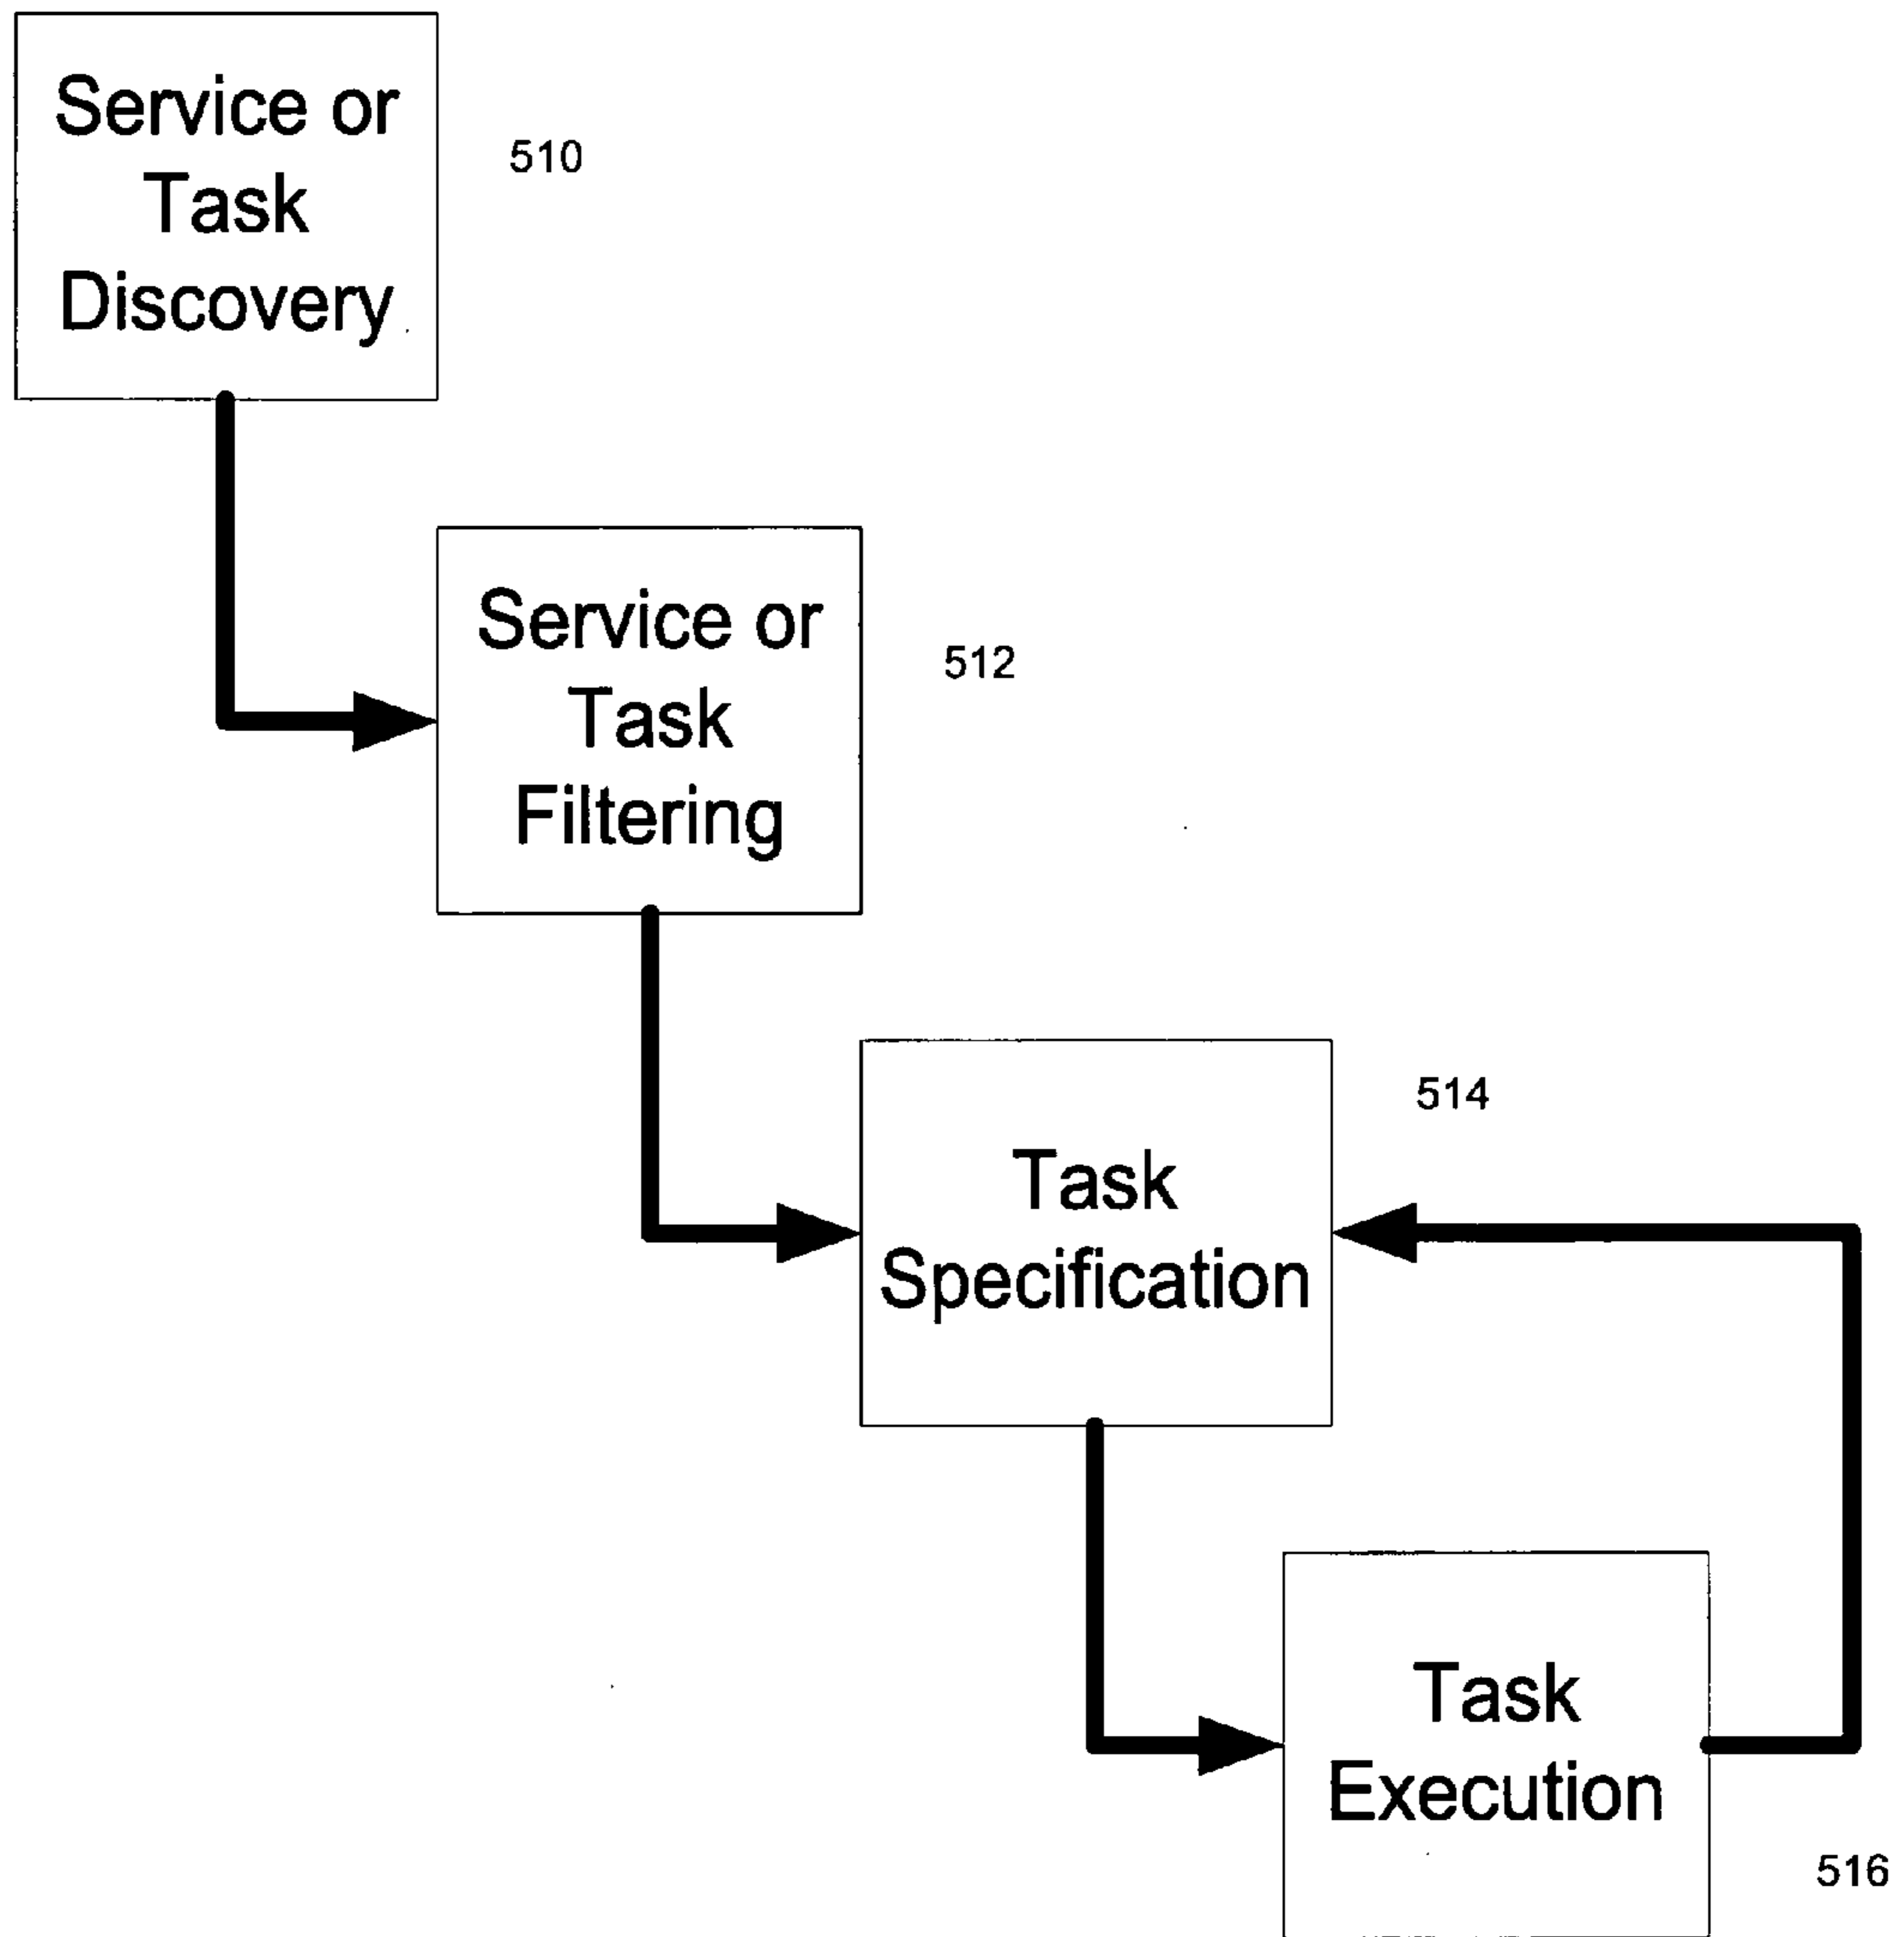 Service or
Task
Discovery
510
Service or
Task
Filtering
512
514
Task
Specification
Task
Execution
516